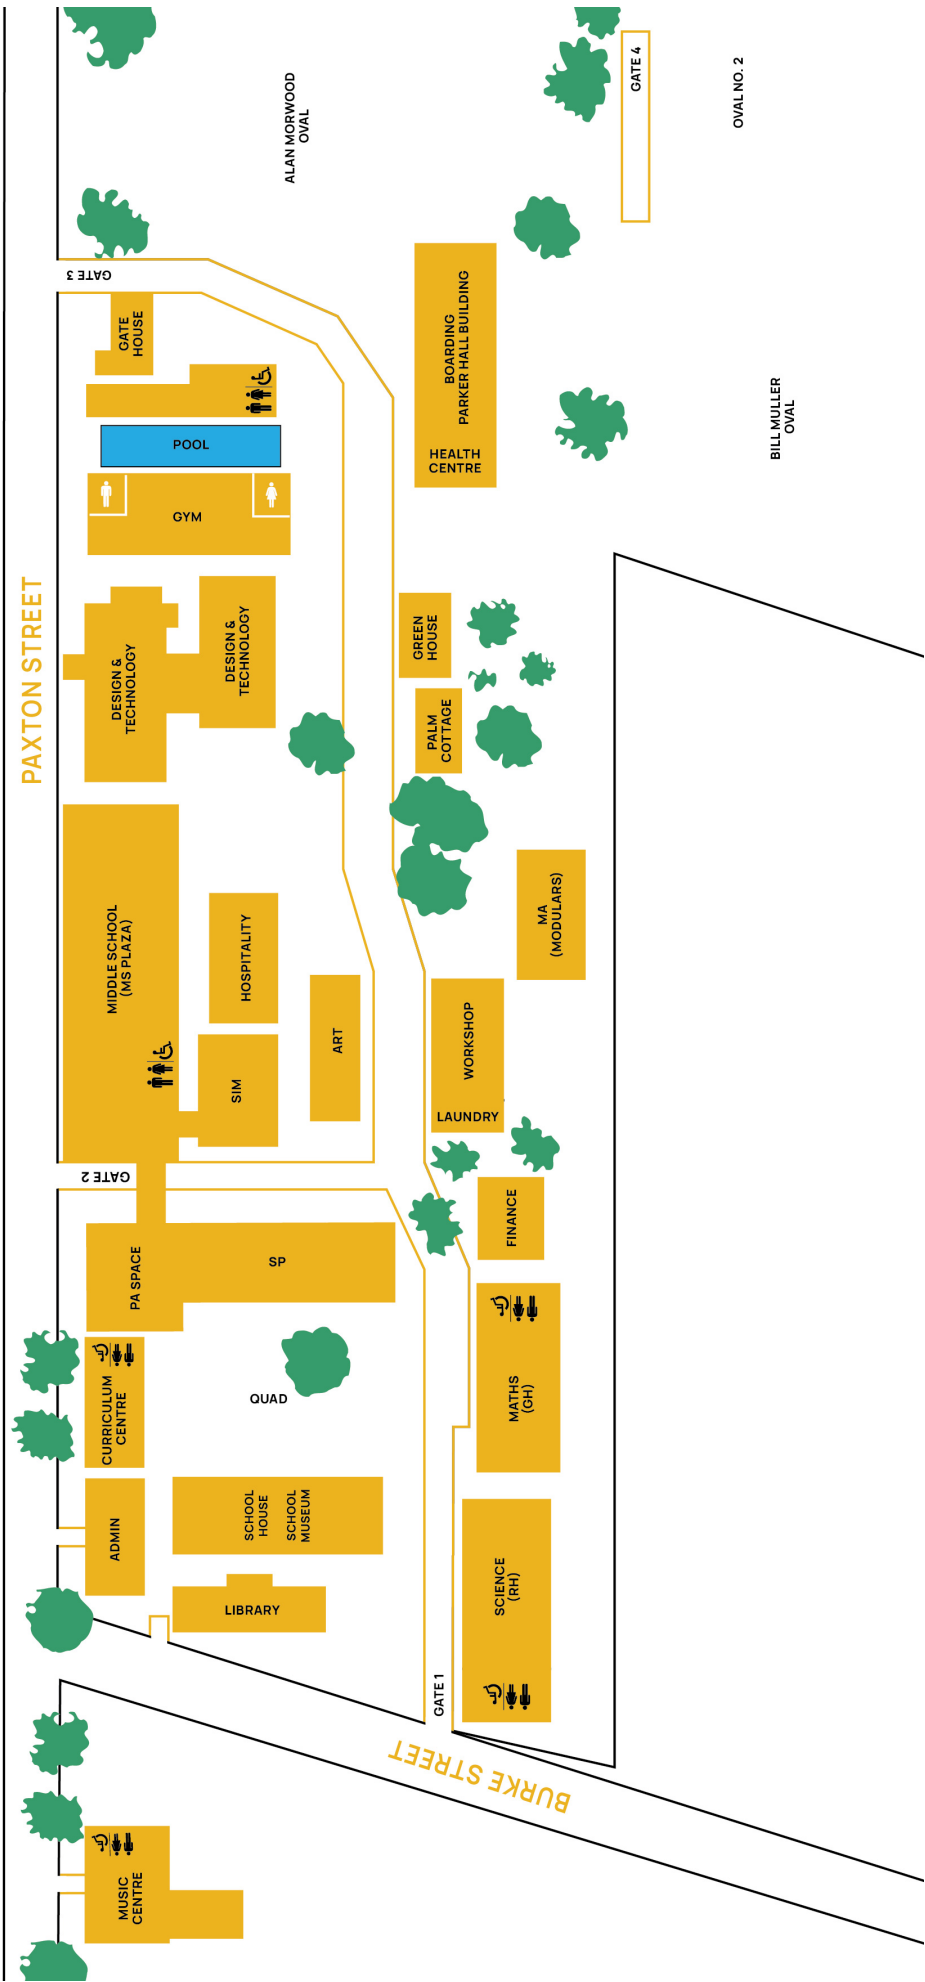 ALAN MORWOOD
OVAL
GATE 4
OVAL NO. 2
GATE 3
GATE
HOUSE
BOARDING
PARKER HALL BUILDING
HEALTH
CENTRE
BILL MULLER
OVAL
POOL
GYM
PAXTON STREET
DESIGN &
TECHNOLOGY
DESIGN &
TECHNOLOGY
GREEN
HOUSE
PALM
COTTAGE
MIDDLE SCHOOL
(MS PLAZA)
HOSPITALITY
MA
(MODULARS)
ART
WORKSHOP
SIM
LAUNDRY
GATE 2
FINANCE
PA SPACE
SP
CURRICULUM
CENTRE
QUAD
MATHS
(GH)
ADMIN
SCHOOL
HOUSE
SCHOOL
MUSEUM
SCIENCE
(RH)
LIBRARY
GATE 1
BURKE STREET
MUSIC
CENTRE